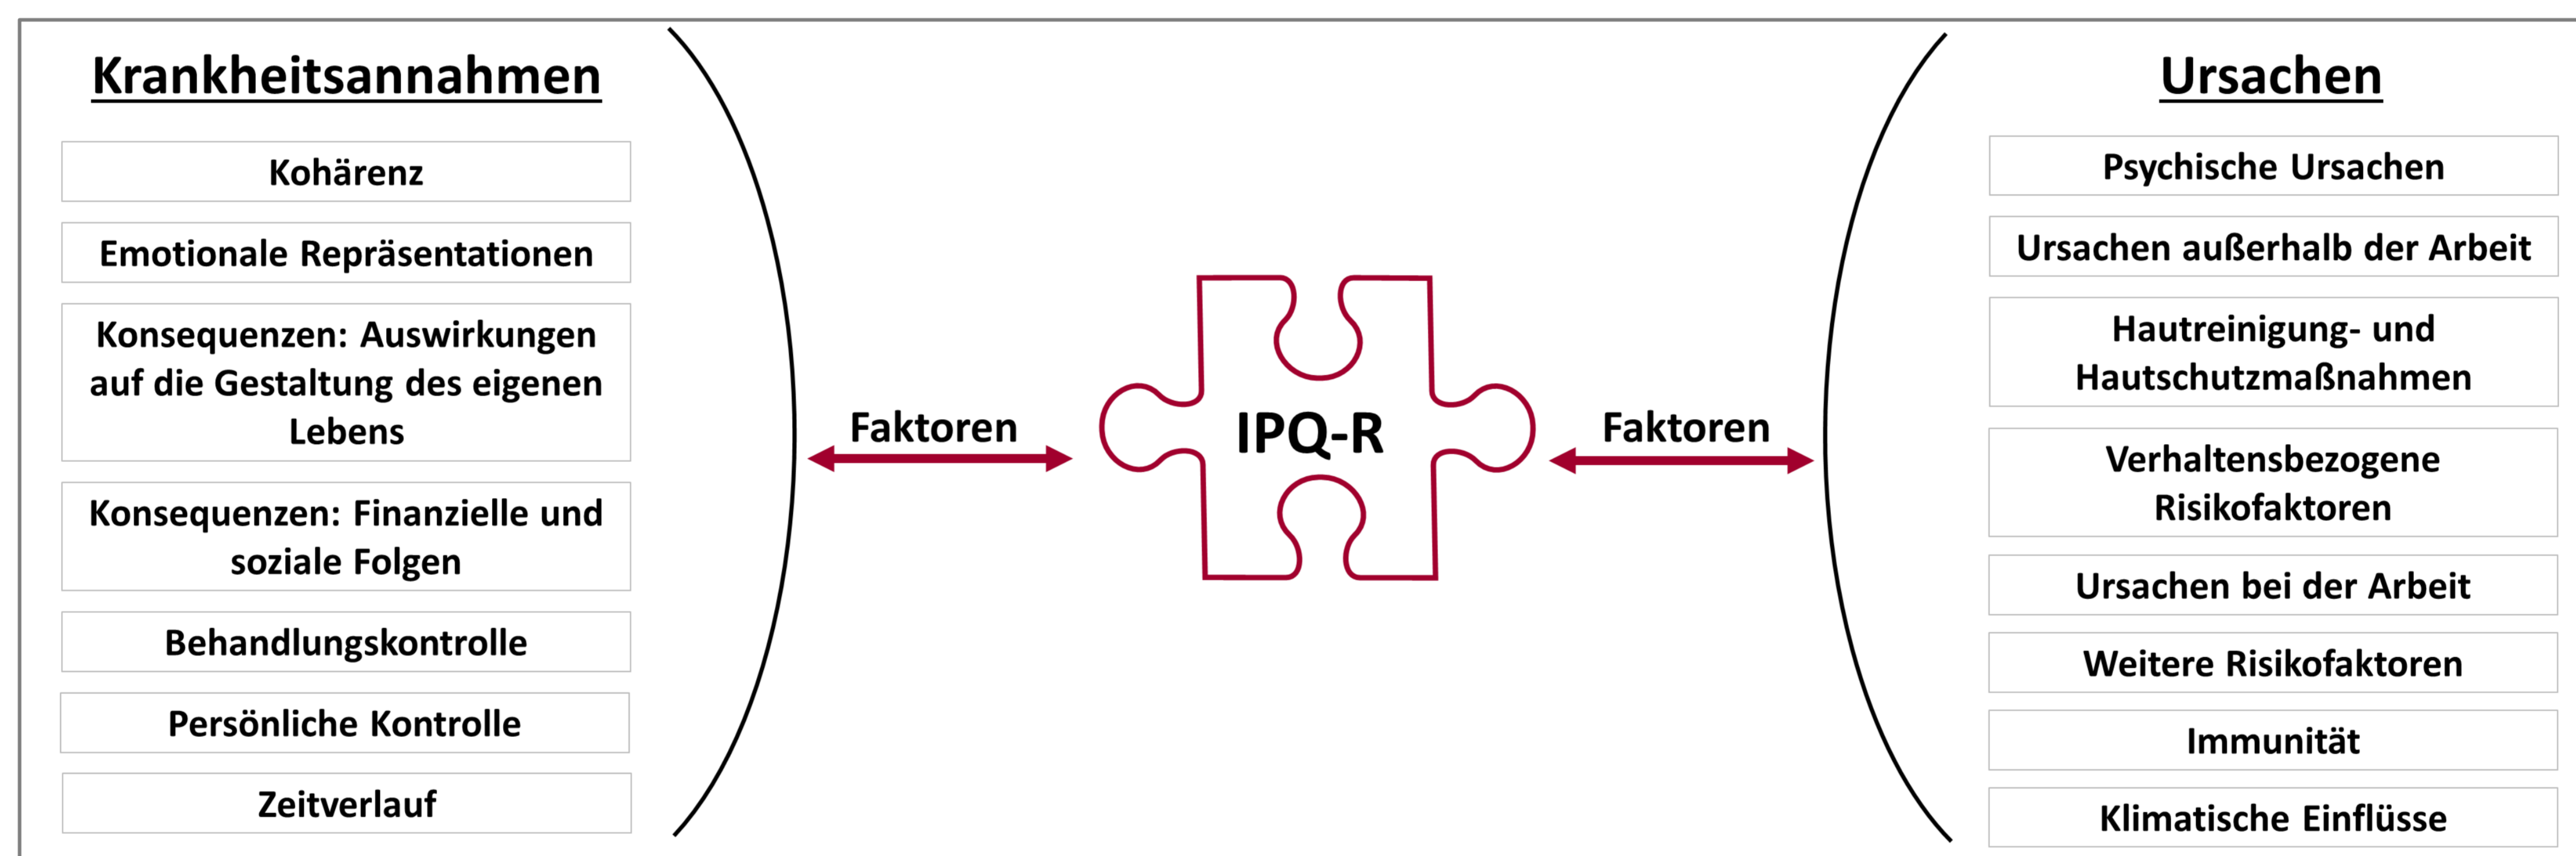 Krankheitsannahmen
Kohärenz
Emotionale Repräsentationen
Konsequenzen: Auswirkungen
auf die Gestaltung des eigenen
Lebens
Konsequenzen: Finanzielle und
soziale Folgen
Behandlungskontrolle
Persönliche Kontrolle
Zeitverlauf
Faktoren
IPQ-R
Faktoren
Ursachen
Psychische Ursachen
Ursachen außerhalb der Arbeit
Hautreinigung- und
Hautschutzmaßnahmen
Verhaltensbezogene
Risikofaktoren
Ursachen bei der Arbeit
Weitere Risikofaktoren
Immunität
Klimatische Einflüsse